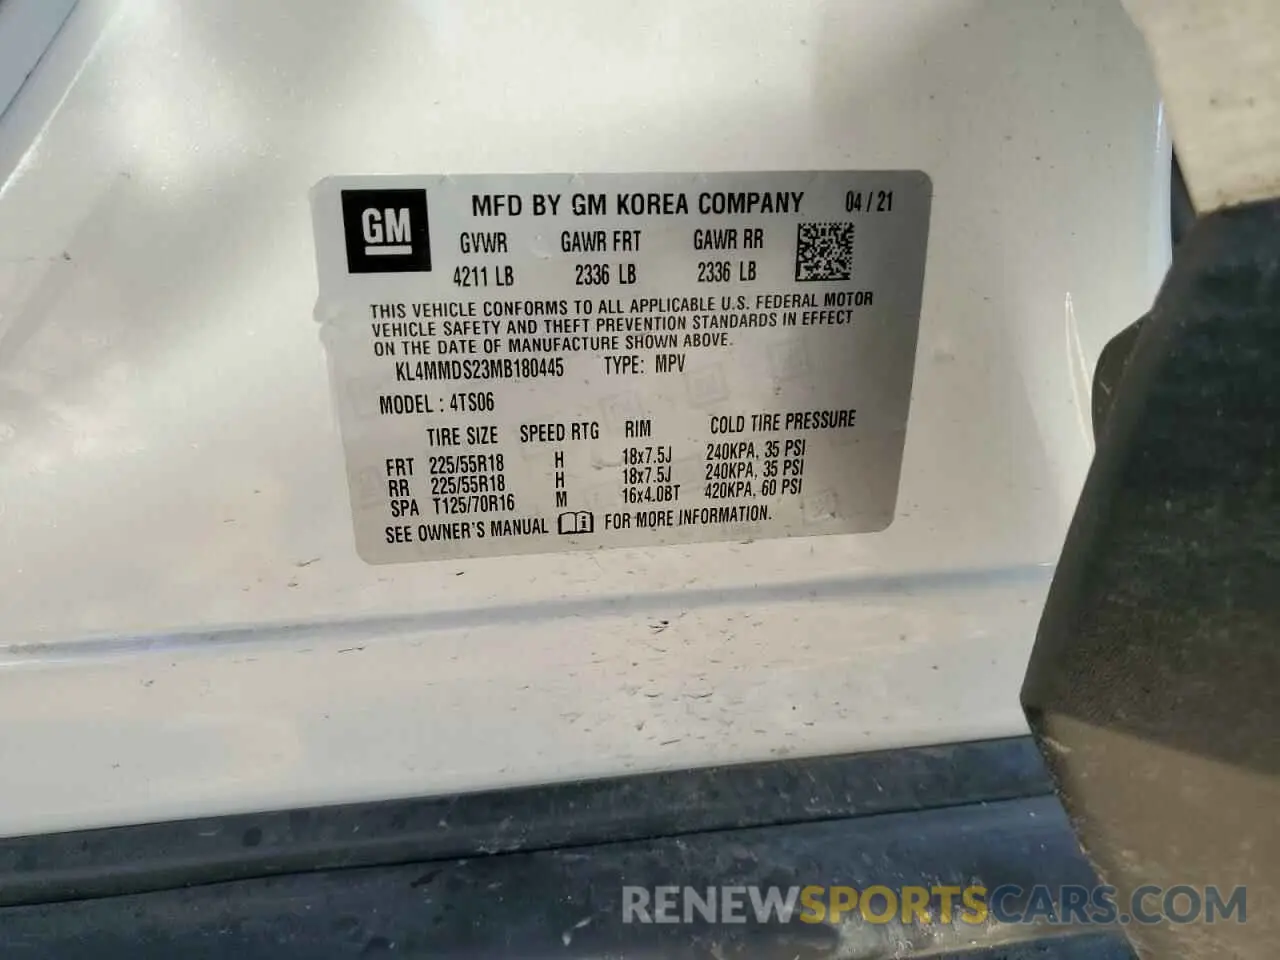 GM
MFD BY GM KOREA COMPANY 04 / 21
GVWR GAWR FRT GAWR RR
4211 LB 2336 LB 2336 LB
THIS VEHICLE CONFORMS TO ALL APPLICABLE U.S. FEDERAL MOTOR
VEHICLE SAFETY AND THEFT PREVENTION STANDARDS IN EFFECT
ON THE DATE OF MANUFACTURE SHOWN ABOVE.
KL4MMDS23MB180445 TYPE: MPV
MODEL : 4TS06
TIRE SIZE SPEED RTG RIM COLD TIRE PRESSURE
FRT 225/55R18 H 18x7.5J 240KPA, 35 PSI
RR 225/55R18 H 18x7.5J 240KPA, 35 PSI
SPA T125/70R16 M 16x4.0BT 420KPA, 60 PSI
SEE OWNER'S MANUAL i FOR MORE INFORMATION.
RENEWSPORTSCARS.COM